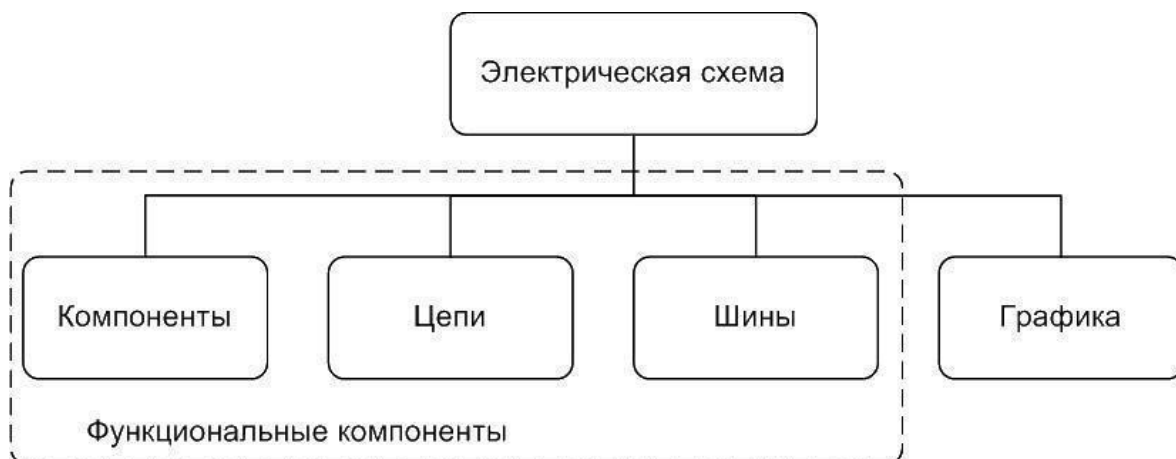 Электрическая схема
Компоненты
Цепи
Шины
Графика
Функциональные компоненты